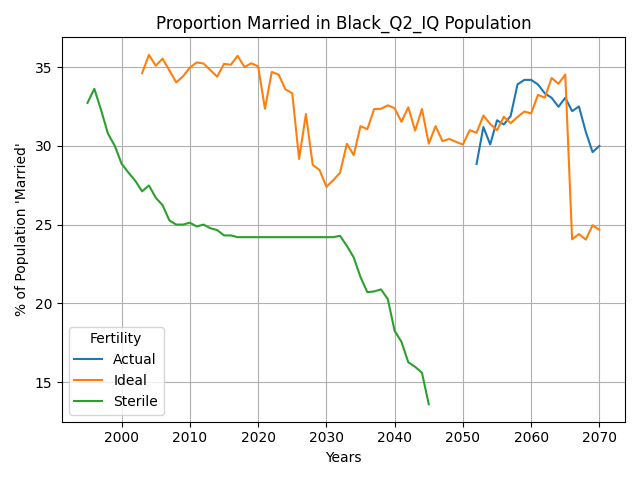 Proportion Married in Black_Q2_IQ Population
% of Population 'Married'
35
30
25
20
15
Fertility
Actual
Ideal
Sterile
2000 2010 2020 2030 2040 2050 2060 2070
Years